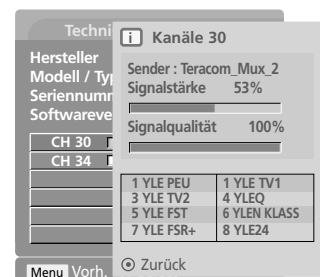 Techni
i Kanäle 30
Hersteller
Modell / Ty
Seriennumr
Softwareve
CH 30
CH 34
Sender : Teracom_Mux_2
Signalstärke 53%
Signalqualität 100%
1 YLE PEU 1 YLE TV1
3 YLE TV2 4 YLEQ
5 YLE FST 6 YLEN KLASS
7 YLE FSR+ 8 YLE24
Zurück
Menu Vorh.